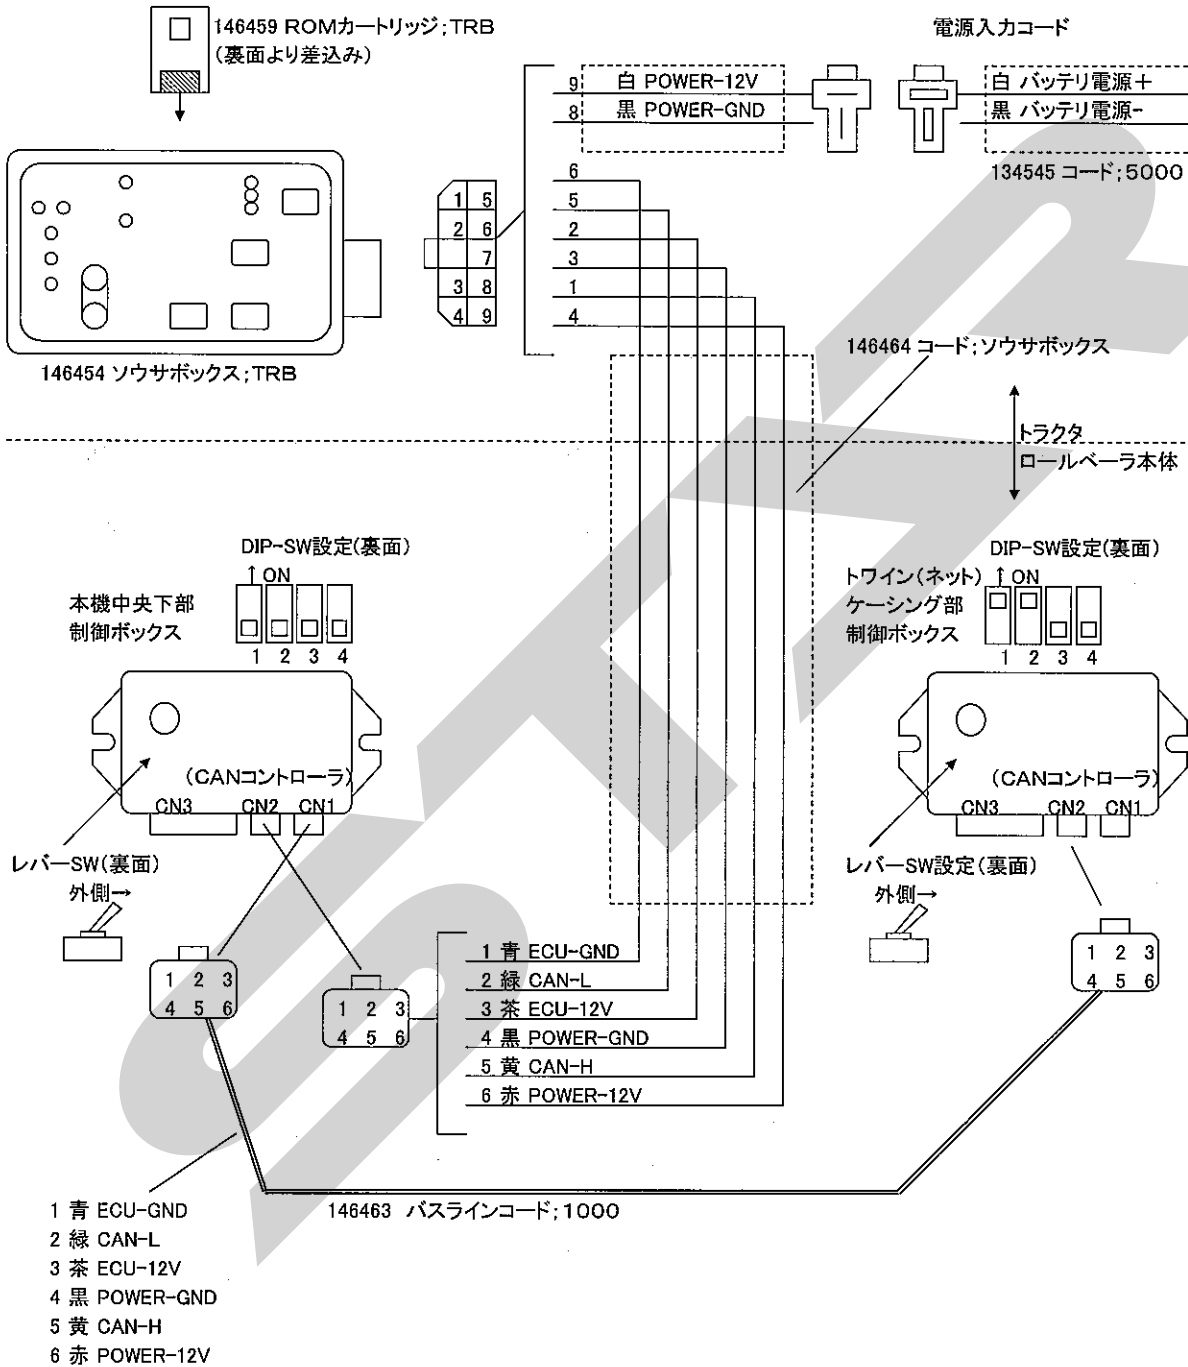 146459 ROMカートリッジ;TRB
(裏面より差込み)
電源入力コード
9 白 POWER-12V
8 黒 POWER-GND
白 バッテリ電源+
黒 バッテリ電源-
134545 コード;5000
6
5
2
3
1
4
1 5
2 6
7
3 8
4 9
146454 ソウサボックス;TRB
146464 コード;ソウサボックス
トラクタ
ロールベーラ本体
DIP-SW設定(裏面)
↑ON
本機中央下部
制御ボックス
1 2 3 4
(CANコントローラ)
CN3 CN2 CN1
レバーSW(裏面)
外側→
DIP-SW設定(裏面)
トワイン(ネット)
↑ON
ケーシング部
制御ボックス
1 2 3 4
(CANコントローラ)
CN3 CN2 CN1
レバーSW設定(裏面)
外側→
1 2 3
4 5 6
1 2 3
4 5 6
1 青 ECU-GND
2 緑 CAN-L
3 茶 ECU-12V
4 黒 POWER-GND
5 黄 CAN-H
6 赤 POWER-12V
1 2 3
4 5 6
146463 バスラインコード;1000
1 青 ECU-GND
2 緑 CAN-L
3 茶 ECU-12V
4 黒 POWER-GND
5 黄 CAN-H
6 赤 POWER-12V
STAR